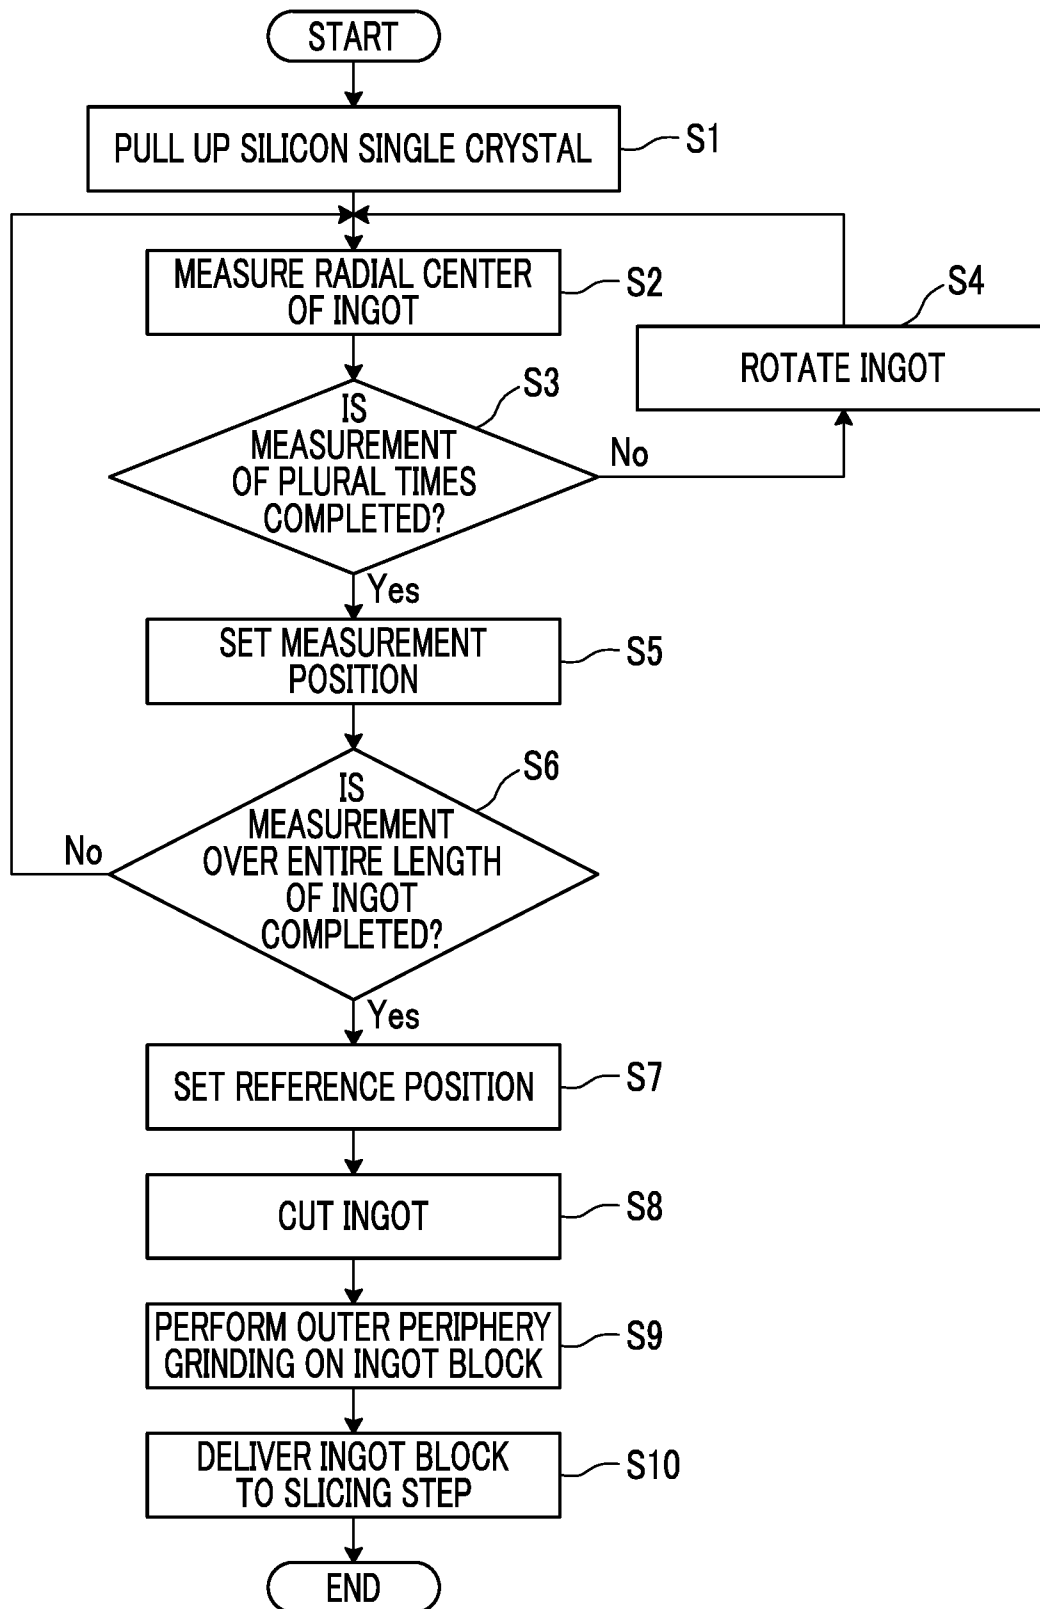 START
PULL UP SILICON SINGLE CRYSTAL
S1
MEASURE RADIAL CENTER
OF INGOT
S2
S4
ROTATE INGOT
S3
IS
MEASUREMENT
OF PLURAL TIMES
COMPLETED?
No
Yes
SET MEASUREMENT
POSITION
S5
S6
IS
MEASUREMENT
OVER ENTIRE LENGTH
OF INGOT
COMPLETED?
No
Yes
SET REFERENCE POSITION
S7
CUT INGOT
S8
PERFORM OUTER PERIPHERY
GRINDING ON INGOT BLOCK
S9
DELIVER INGOT BLOCK
TO SLICING STEP
S10
END